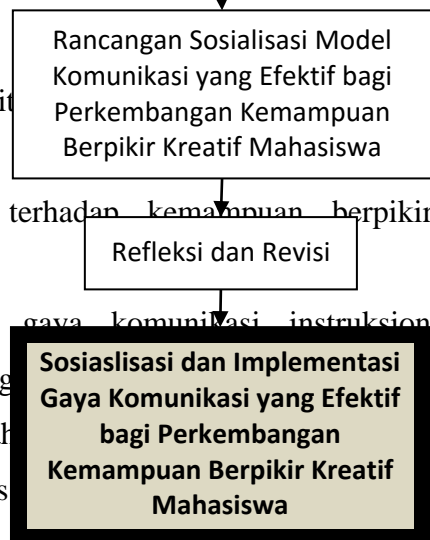 Rancangan Sosialisasi Model
Komunikasi yang Efektif bagi
Perkembangan Kemampuan
Berpikir Kreatif Mahasiswa
terhadap kemampuan berpikir
Refleksi dan Revisi
gaya komunikasi
Sosiaslisasi dan Implementasi
Gaya Komunikasi yang Efektif
bagi Perkembangan
Kemampuan Berpikir Kreatif
Mahasiswa